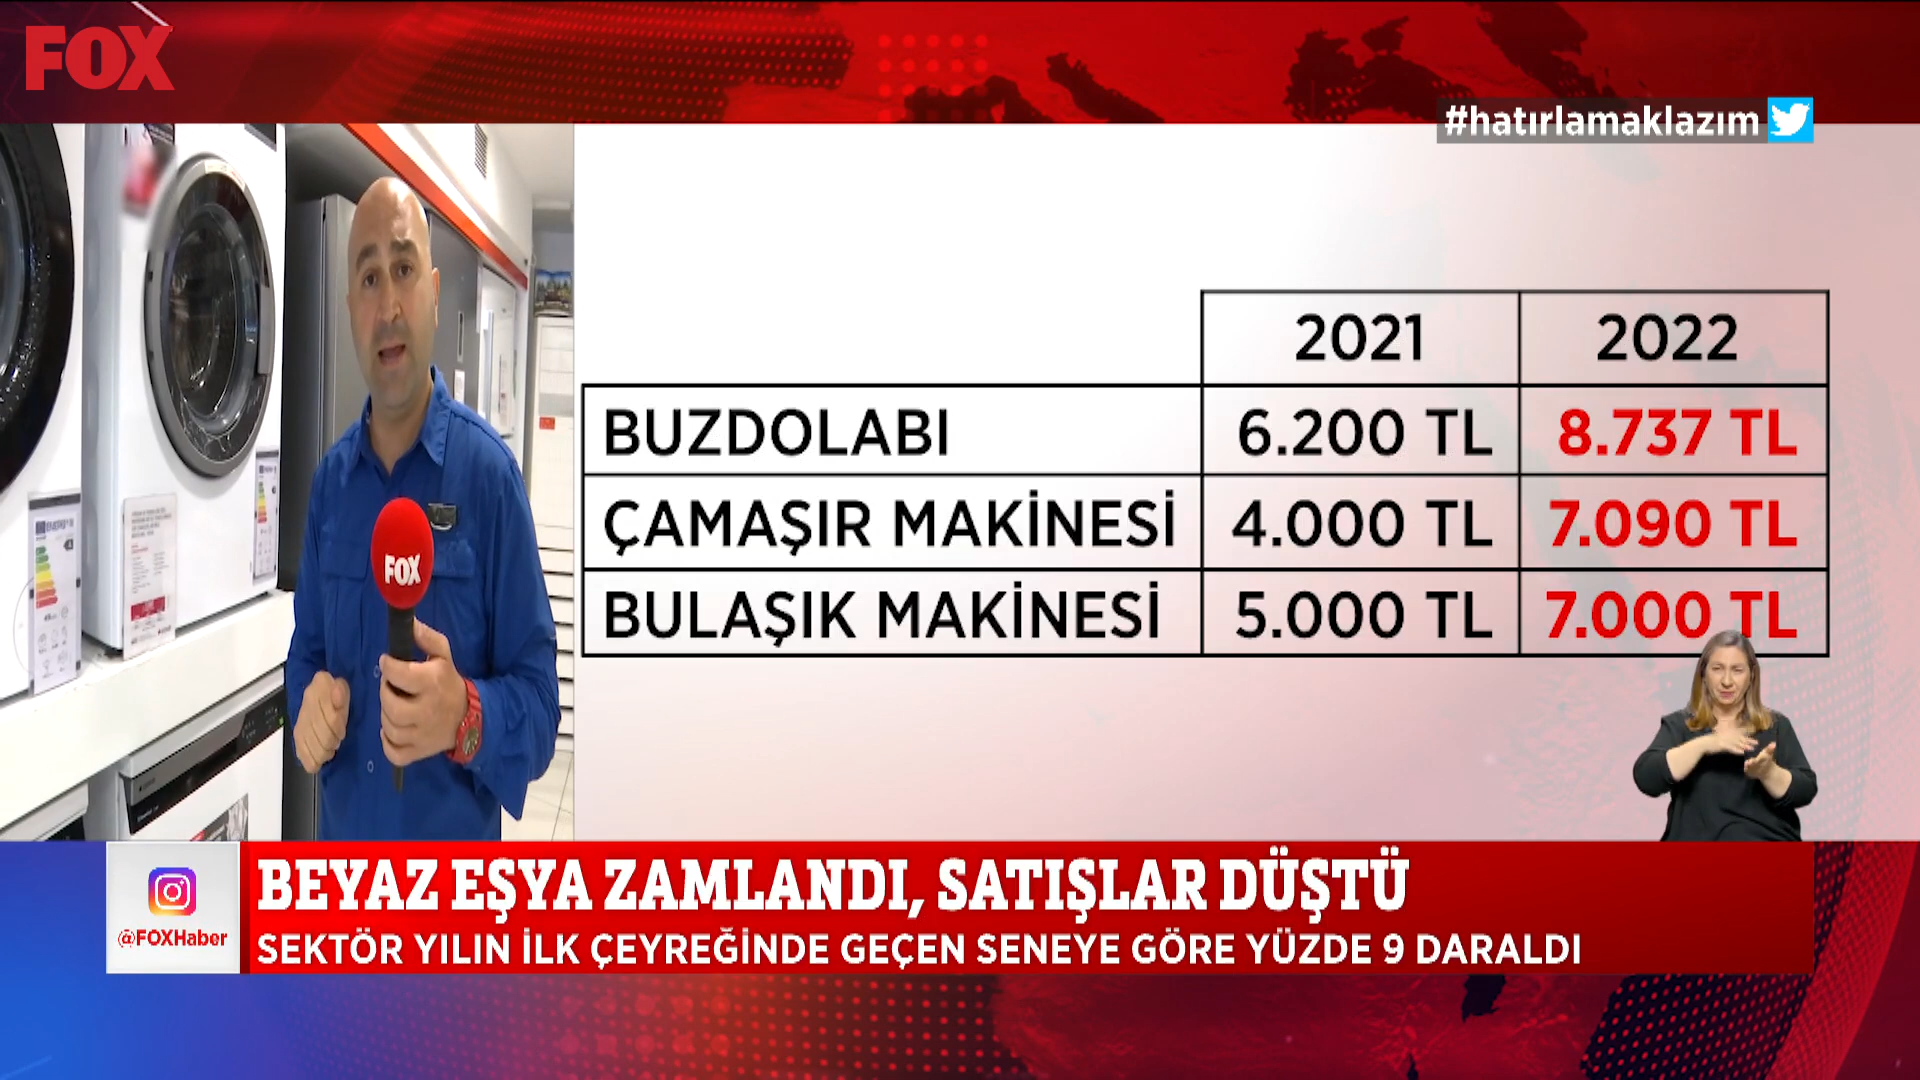 FOX
#hatırlamaklazım
2021 2022
BUZDOLABI 6.200 TL 8.737 TL
ÇAMAŞIR MAKİNESİ 4.000 TL 7.090 TL
BULAŞIK MAKİNESİ 5.000 TL 7.000 TL
FOX
BEYAZ EŞYA ZAMLANDI, SATIŞLAR DÜŞTÜ
@FOXHaber
SEKTÖR YILIN İLK ÇEYREĞİNDE GEÇEN SENEYE GÖRE YÜZDE 9 DARALDI